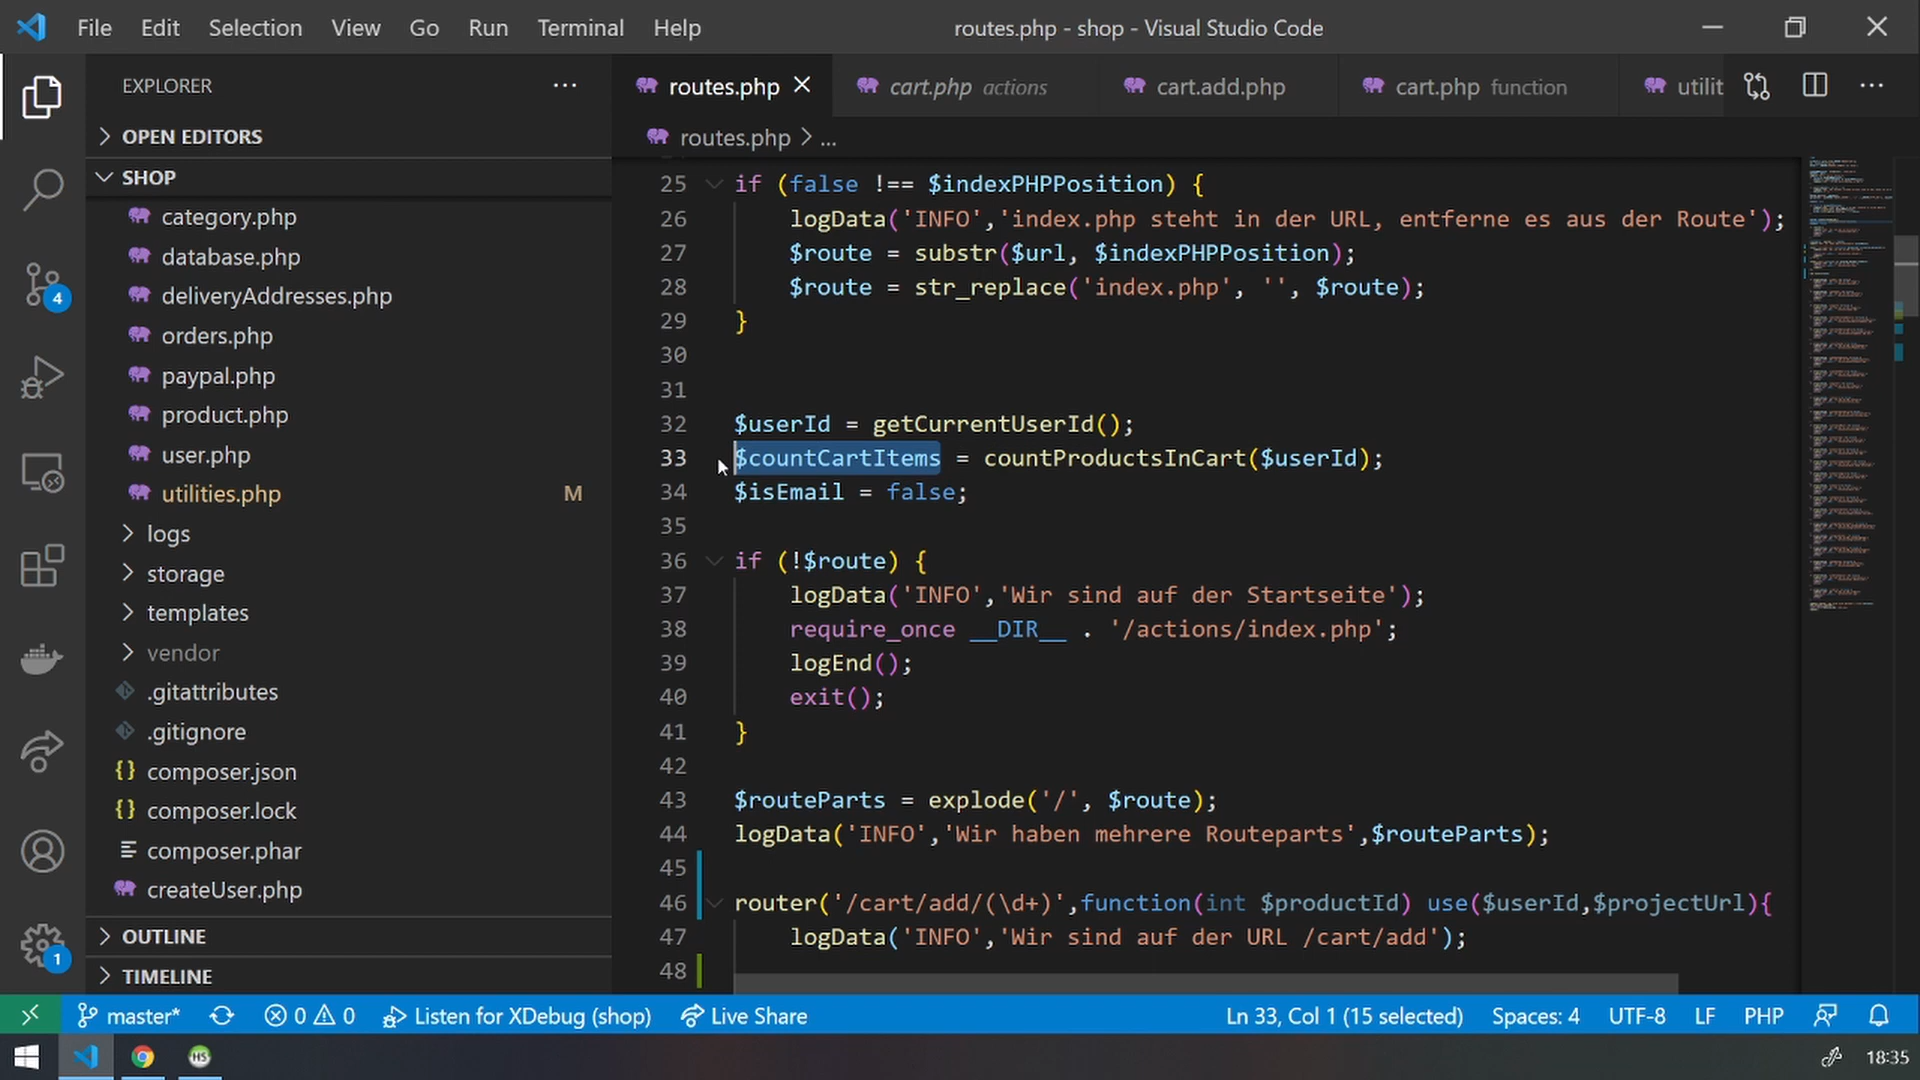 File Edit Selection View Go Run Terminal Help
routes.php - shop - Visual Studio Code
EXPLORER
OPEN EDITORS
SHOP
category.php
database.php
deliveryAddresses.php
orders.php
paypal.php
product.php
user.php
utilities.php M
logs
storage
templates
vendor
.gitattributes
.gitignore
composer.json
composer.lock
composer.phar
createUser.php
OUTLINE
TIMELINE
4
1
routes.php cart.php actions cart.add.php cart.php function utilit
routes.php > ...
25 if (false !== $indexPHPPosition) {
26 logData('INFO','index.php steht in der URL, entferne es aus der Route');
27 $route = substr($url, $indexPHPPosition);
28 $route = str_replace('index.php', '', $route);
29 }
30
31
32 $userId = getCurrentUserId();
33 $countCartItems = countProductsInCart($userId);
34 $isEmail = false;
35
36 if (!$route) {
37 logData('INFO','Wir sind auf der Startseite');
38 require_once __DIR__ . '/actions/index.php';
39 logEnd();
40 exit();
41 }
42
43 $routeParts = explode('/', $route);
44 logData('INFO','Wir haben mehrere Routeparts',$routeParts);
45
46 router('/cart/add/(\d+)',function(int $productId) use($userId,$projectUrl){
47 logData('INFO','Wir sind auf der URL /cart/add');
48
master* 0 0 Listen for XDebug (shop) Live Share Ln 33, Col 1 (15 selected) Spaces: 4 UTF-8 LF PHP
HS
18:35